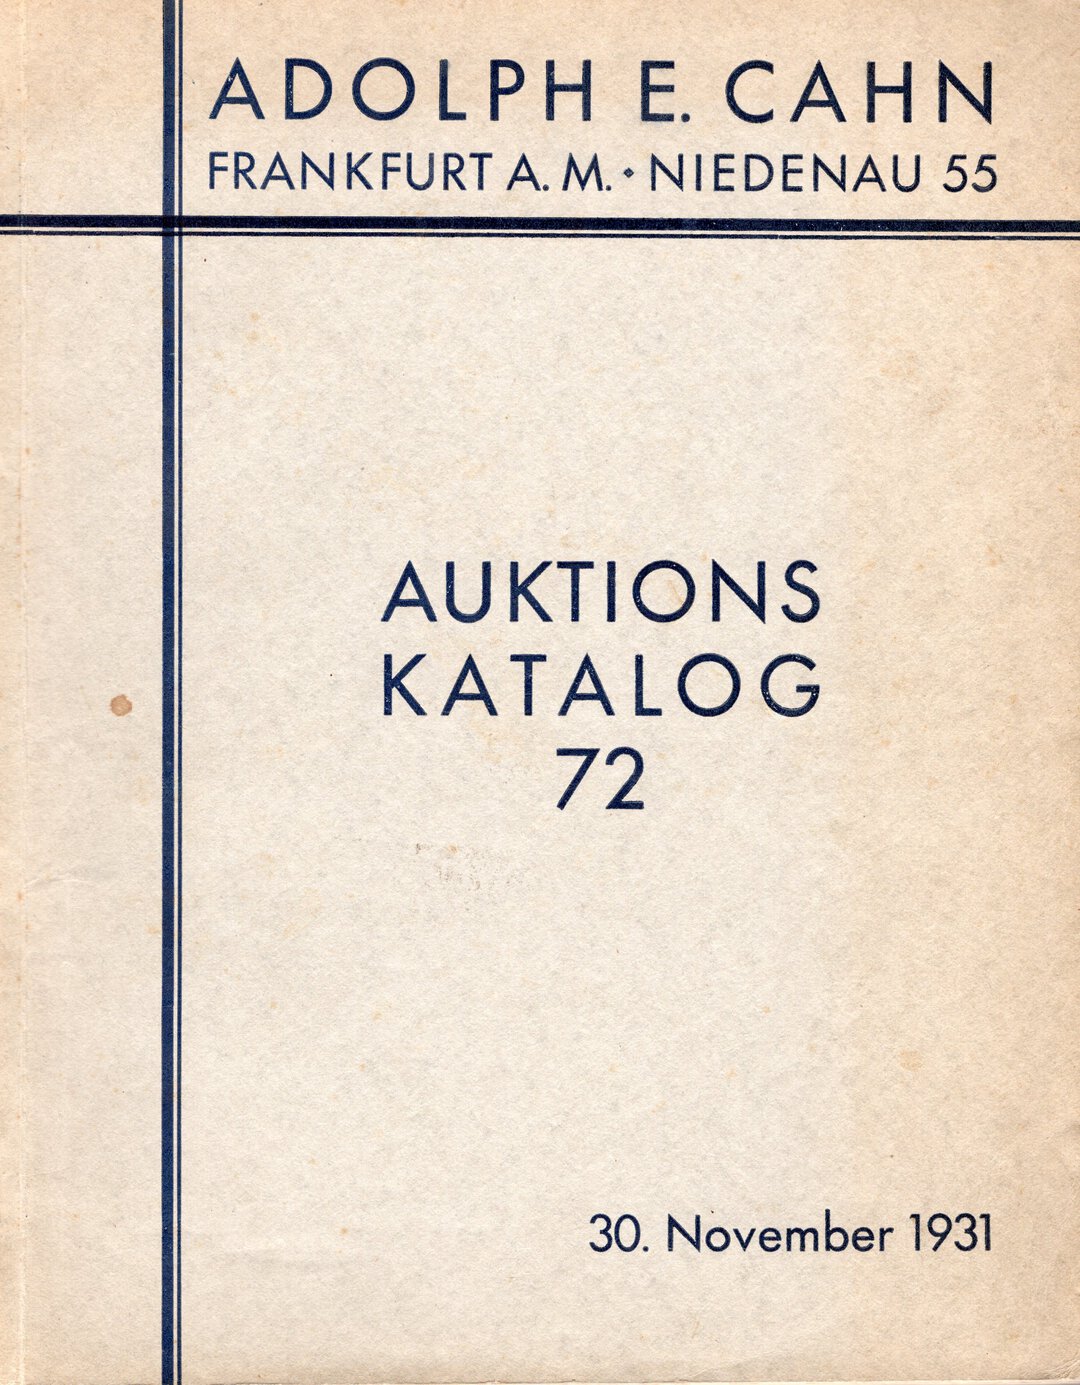 ADOLPH E. CAHN
FRANKFURT A. M. • NIEDENAU 55
AUKTIONS
KATALOG
72
30. November 1931